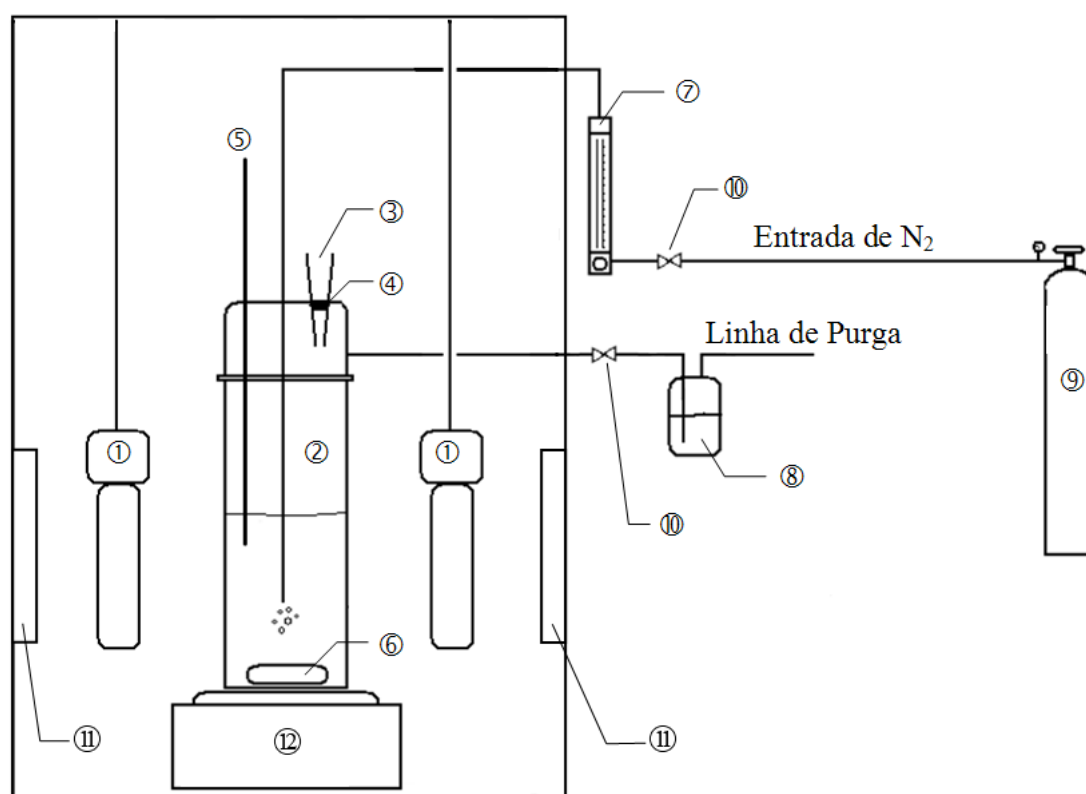 ⑦
⑤
⑩
③
Entrada de N₂
④
Linha de Purga
⑨
① ② ①
⑧
⑩
⑥
⑪ ⑫ ⑪